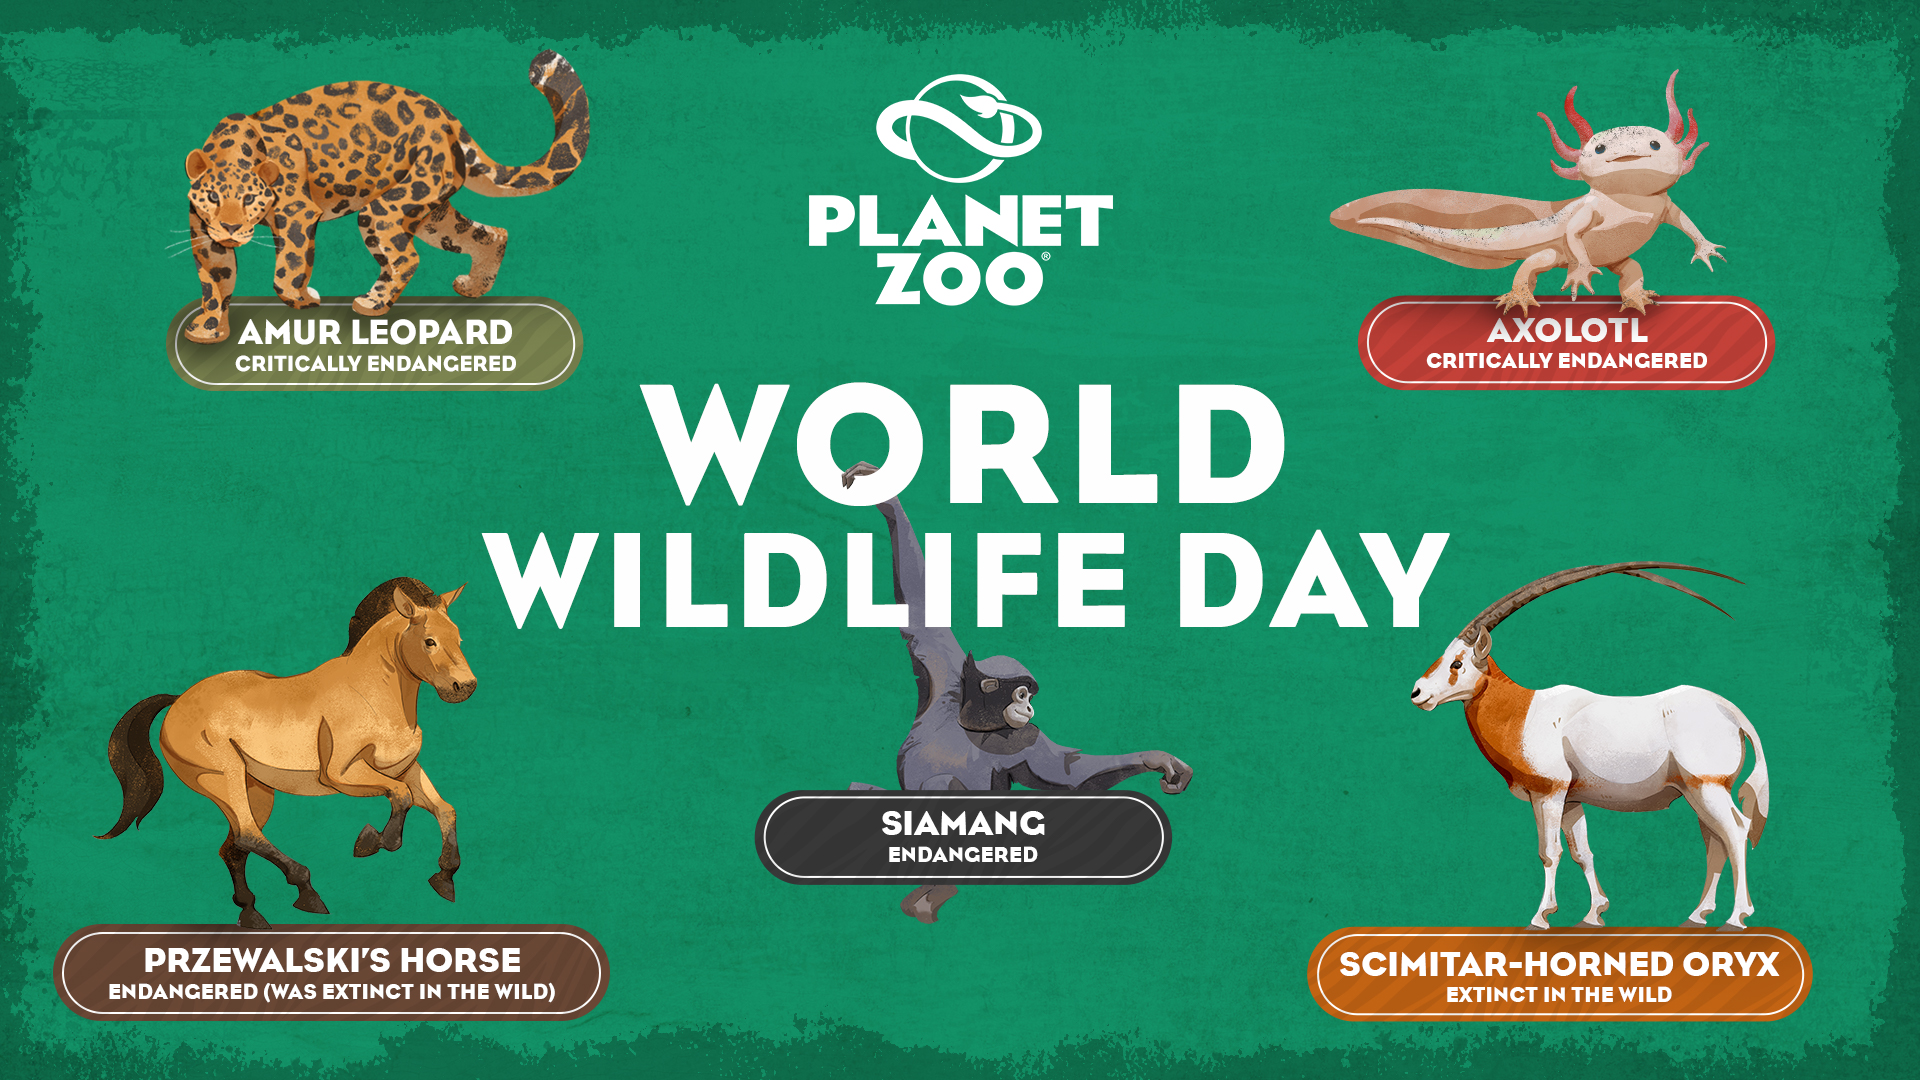 PLANET
ZOO®
AMUR LEOPARD
CRITICALLY ENDANGERED
AXOLOTL
CRITICALLY ENDANGERED
WORLD
WILDLIFE DAY
SIAMANG
ENDANGERED
PRZEWALSKI'S HORSE
ENDANGERED (WAS EXTINCT IN THE WILD)
SCIMITAR-HORNED ORYX
EXTINCT IN THE WILD